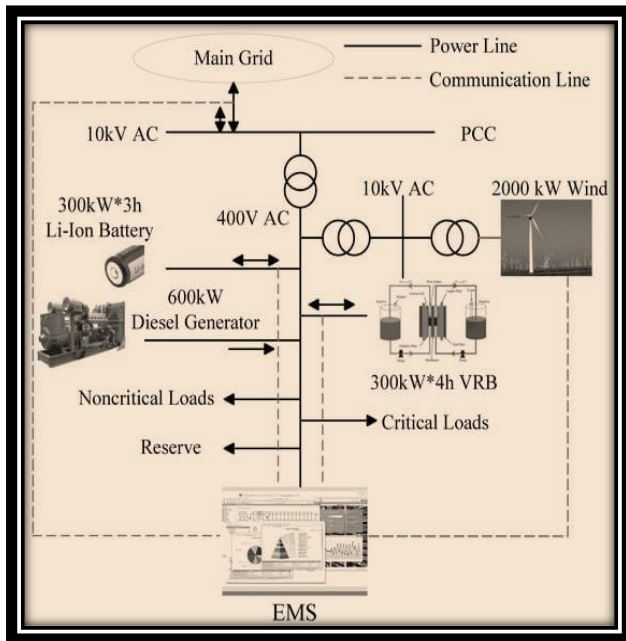 Main Grid
Power Line
Communication Line
10kV AC
PCC
10kV AC
2000 kW Wind
300kW*3h
Li-Ion Battery
400V AC
600kW
Diesel Generator
300kW*4h VRB
Noncritical Loads
Critical Loads
Reserve
EMS